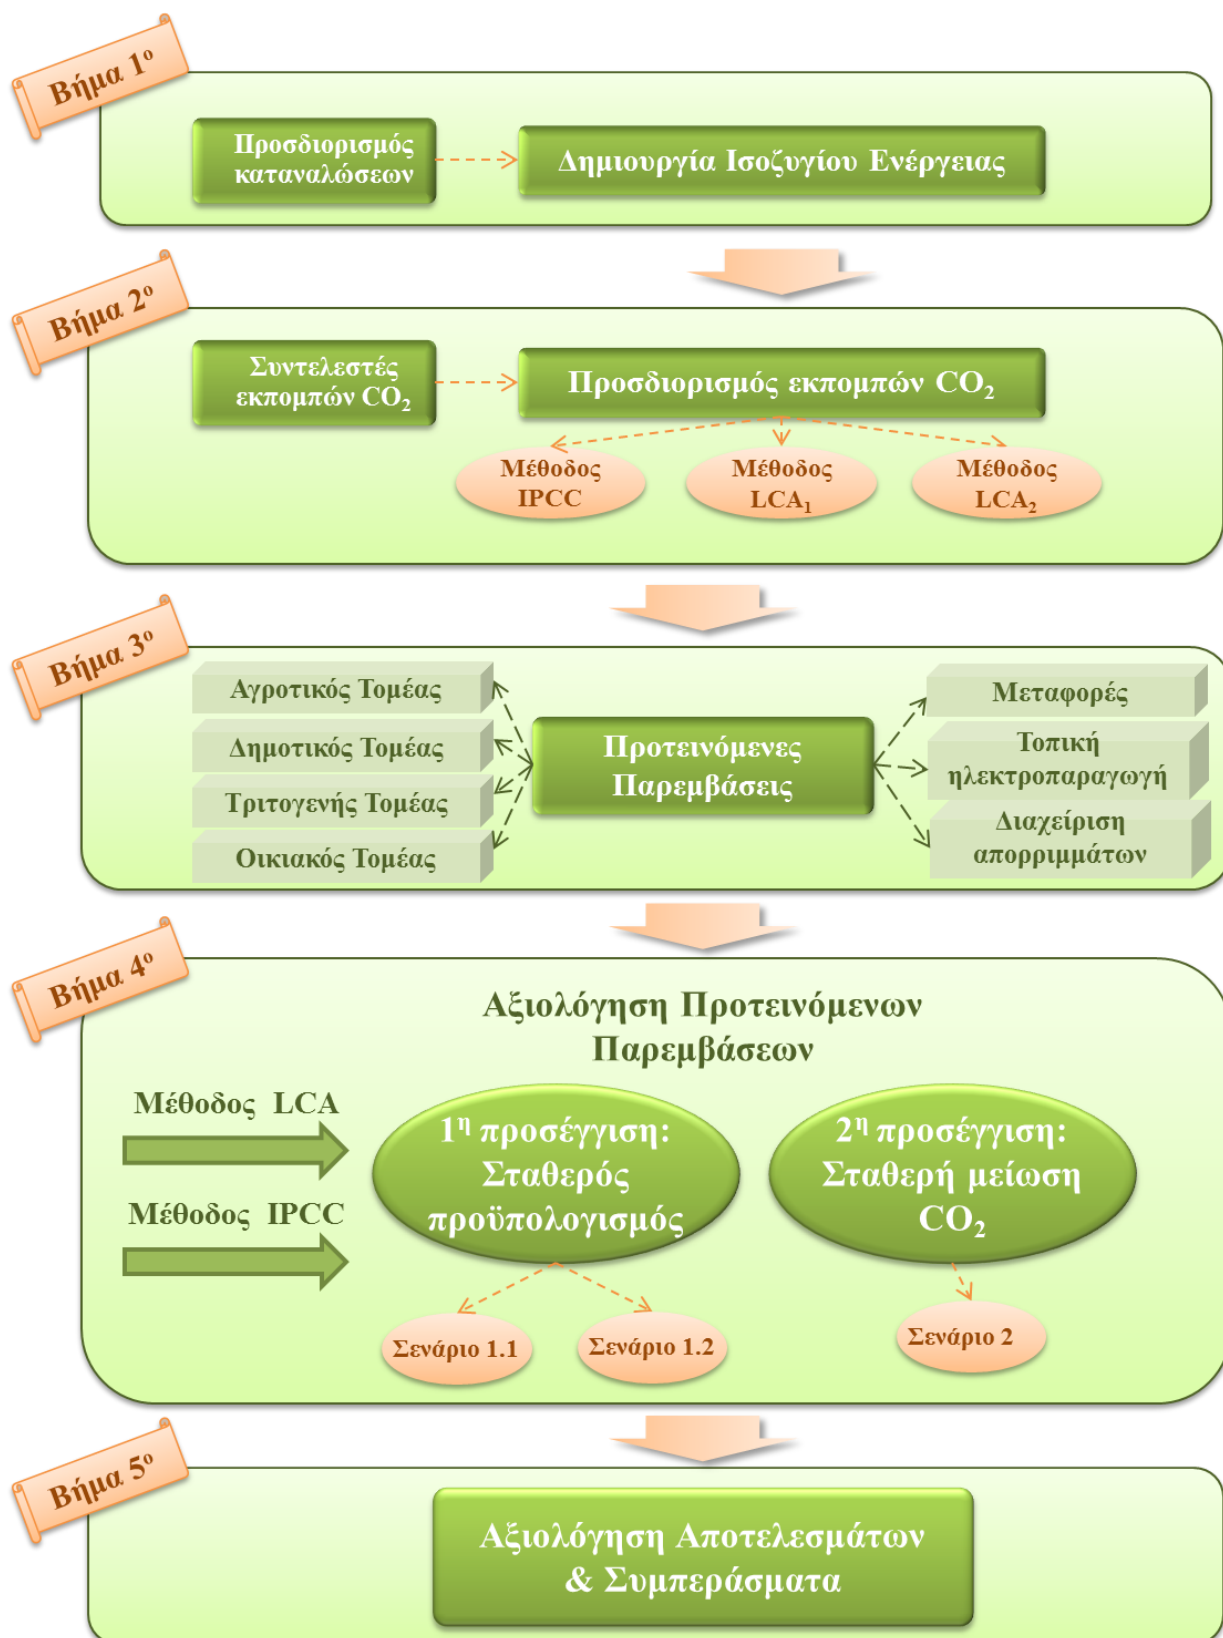 Βήμα 1ο
Προσδιορισμός
καταναλώσεων
Δημιουργία Ισοζυγίου Ενέργειας
Βήμα 2ο
Συντελεστές
εκπομπών CO2
Προσδιορισμός εκπομπών CO2
Μέθοδος
IPCC
Μέθοδος
LCA1
Μέθοδος
LCA2
Βήμα 3ο
Αγροτικός Τομέας
Δημοτικός Τομέας
Τριτογενής Τομέας
Οικιακός Τομέας
Προτεινόμενες
Παρεμβάσεις
Μεταφορές
Τοπική
ηλεκτροπαραγωγή
Διαχείριση
απορριμμάτων
Βήμα 4ο
Αξιολόγηση Προτεινόμενων
Παρεμβάσεων
Μέθοδος LCA
Μέθοδος IPCC
1η προσέγγιση:
Σταθερός
προϋπολογισμός
2η προσέγγιση:
Σταθερή μείωση
CO2
Σενάριο 1.1
Σενάριο 1.2
Σενάριο 2
Βήμα 5ο
Αξιολόγηση Αποτελεσμάτων
& Συμπεράσματα